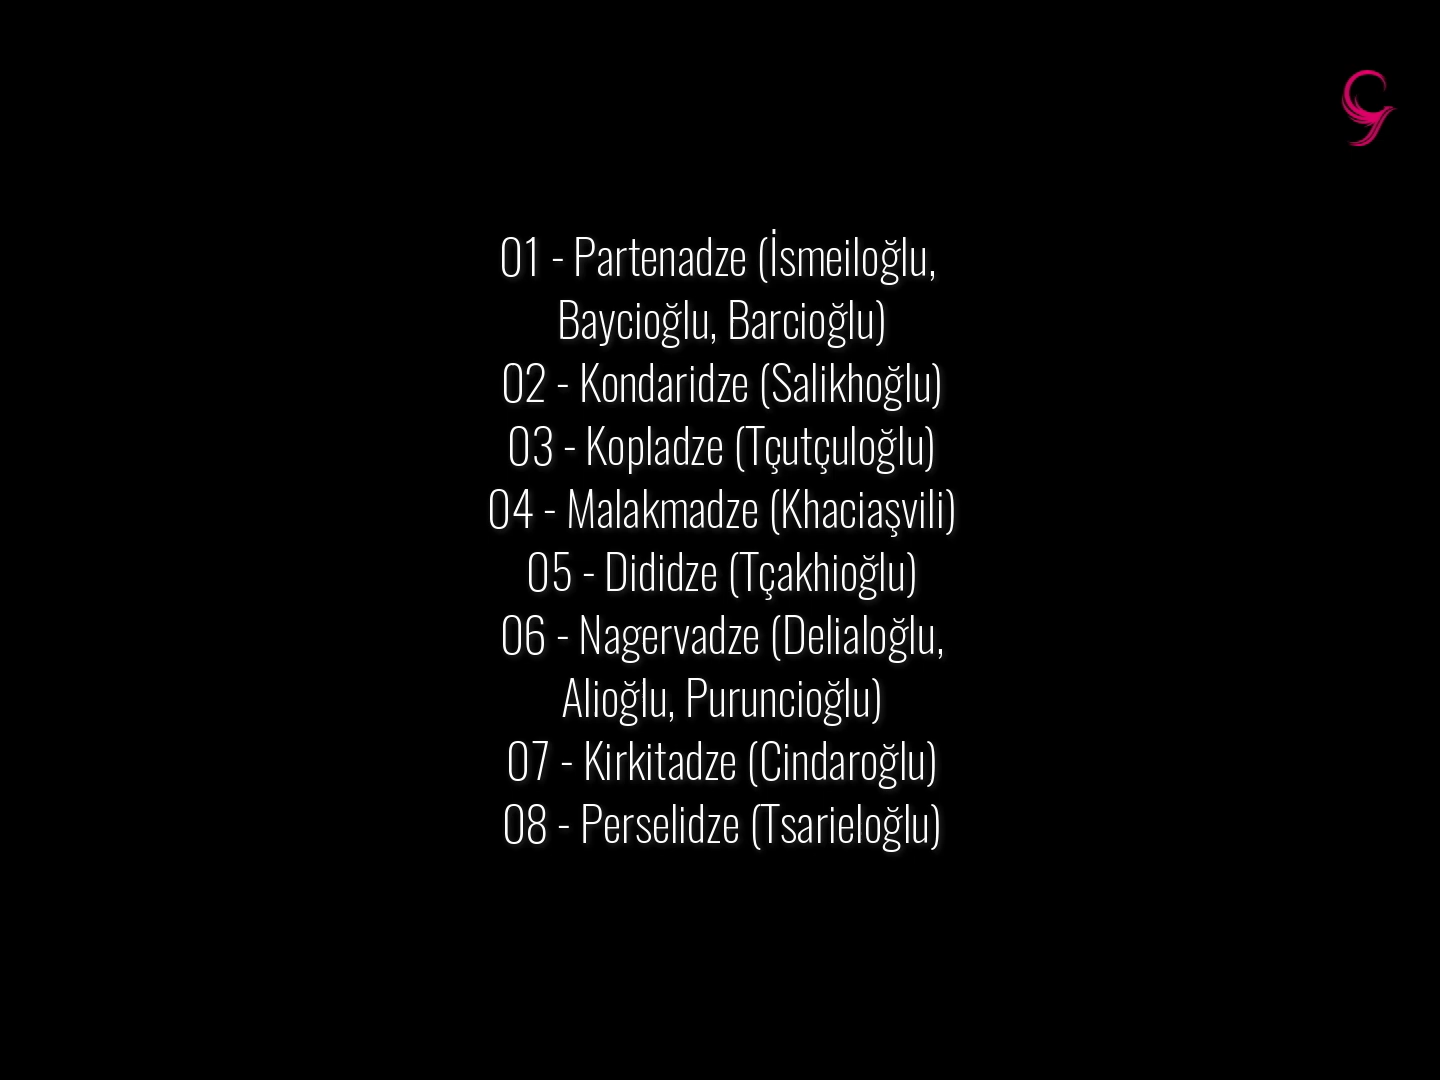 01 - Partenadze (İsmeiloğlu,
Baycioğlu, Barcioğlu)
02 - Kondaridze (Salikhoğlu)
03 - Kopladze (Tçutçuloğlu)
04 - Malakmadze (Khaciaşvili)
05 - Dididze (Tçakhioğlu)
06 - Nagervadze (Delialoğlu,
Alioğlu, Puruncioğlu)
07 - Kirkitadze (Cindaroğlu)
08 - Perselidze (Tsarieloğlu)